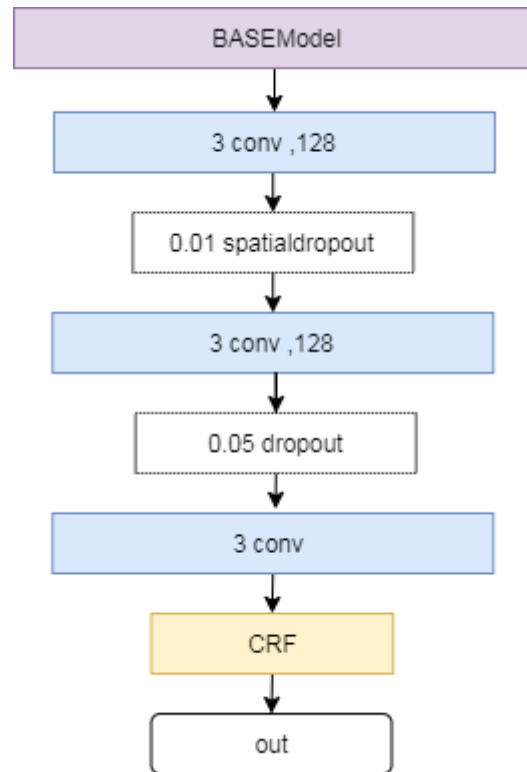 BASEModel
3 conv ,128
0.01 spatialdropout
3 conv ,128
0.05 dropout
3 conv
CRF
out